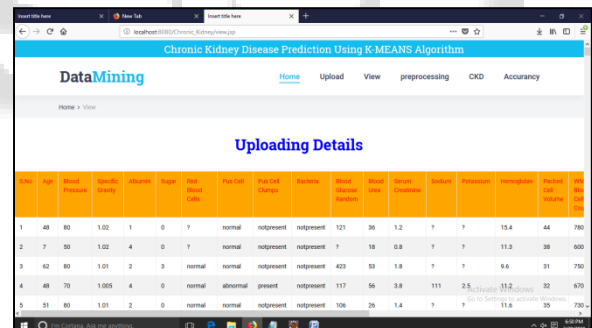 Insert title here New Tab Insert title here
localhost:8080/Chronic_Kidney/view.jsp
Chronic Kidney Disease Prediction Using K-MEANS Algorithm
DataMining Home Upload View preprocessing CKD Accurancy
Home > View
Uploading Details
S.No Age Blood Pressure Specific Gravity Albumin Sugar Red Blood Cells Pus Cell Pus Cell Clumps Bacteria Blood Glucose Random Blood Urea Serum Creatinine Sodium Potassium Hemoglobin Packed Cell Volume
1 48 80 1.02 1 0 ? normal notpresent notpresent 121 36 1.2 ? ? 15.4 44 780
2 7 50 1.02 4 0 ? normal notpresent notpresent ? 18 0.8 ? ? 11.3 38 600
3 62 80 1.01 2 3 normal normal notpresent notpresent 423 53 1.8 ? ? 9.6 31 750
4 48 70 1.005 4 0 normal abnormal present notpresent 117 56 3.8 111 2.5 11.2 32 670
Activate Windows
Go to Settings to activate Windows.
5 51 80 1.01 2 0 normal normal notpresent notpresent 106 26 1.4 ? ? 11.6 35 730
I'm Cortana. Ask me anything. 6:50 PM